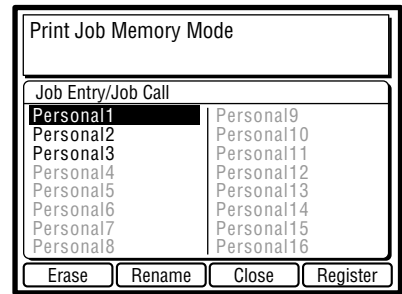 Print Job Memory Mode
Job Entry/Job Call
Personal1
Personal2
Personal3
Personal4
Personal5
Personal6
Personal7
Personal8
Personal9
Personal10
Personal11
Personal12
Personal13
Personal14
Personal15
Personal16
Erase Rename Close Register